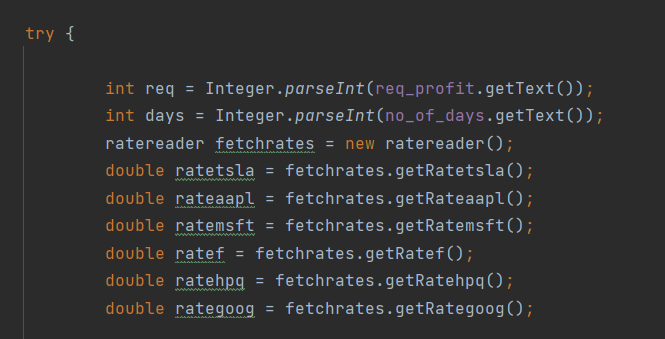 try {
int req = Integer.parseInt(req_profit.getText());
int days = Integer.parseInt(no_of_days.getText());
ratereader fetchrates = new ratereader();
double ratetsla = fetchrates.getRatetsla();
double rateaapl = fetchrates.getRateaapl();
double ratemsft = fetchrates.getRatemsft();
double ratef = fetchrates.getRatef();
double ratehpq = fetchrates.getRatehpq();
double rategoog = fetchrates.getRategoog();